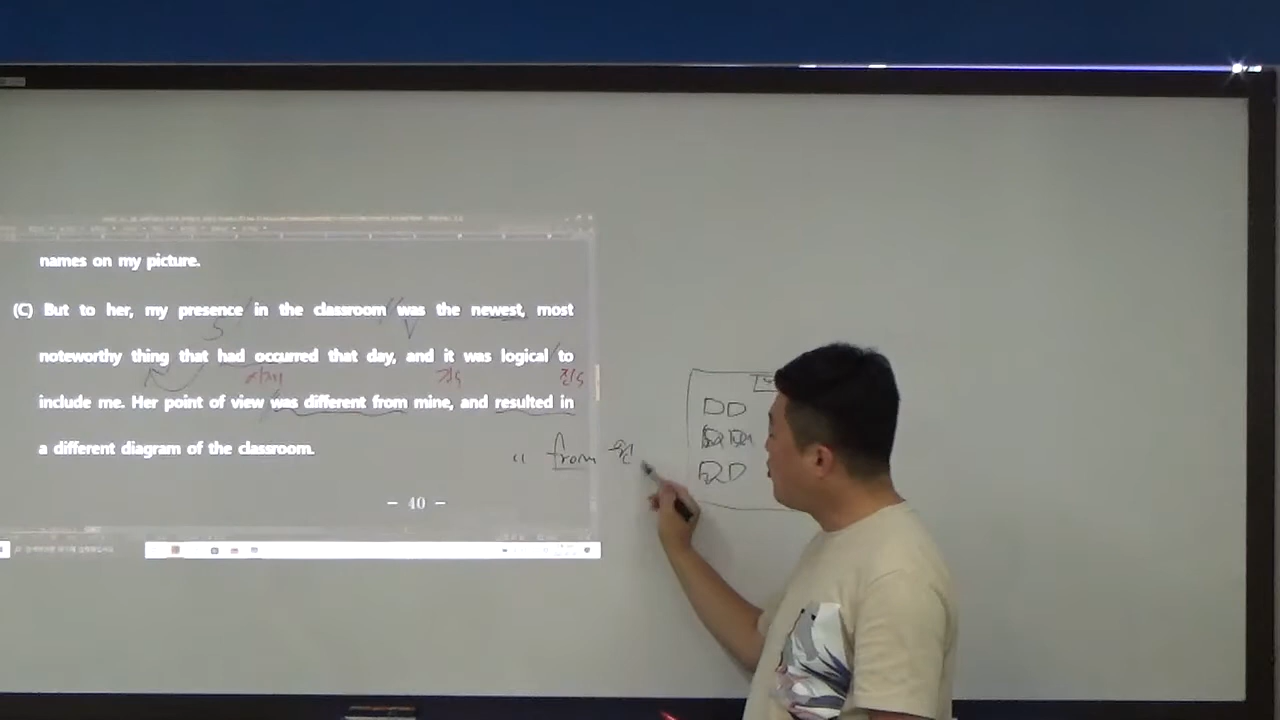 names on my picture.
(C) But to her, my presence in the classroom was the newest, most
S V
noteworthy thing that had occurred that day, and it was logical to
include me. Her point of view was different from mine, and resulted in
a different diagram of the classroom.
〃 from 원
- 40 -